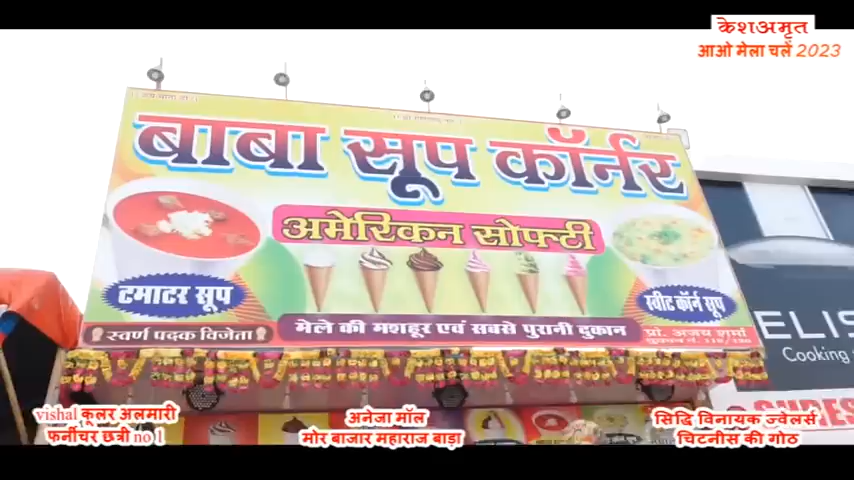 केशअमृत
आओ मेला चलें 2023
बाबा सूप कॉर्नर
अमेरिकन सोफ्टी
टमाटर सूप
स्वीट कॉर्न सूप
स्वर्ण पदक विजेता
मेले की मशहूर एवं सबसे पुरानी दुकान
प्रो. अजय शर्मा
ELIS
Cooking
vishal कूलर अलमारी
फर्नीचर छत्री no 1
अनेजा मॉल
मोर बाजार महाराज बाड़ा
सिद्धि विनायक ज्वेलर्स
चिटनीस की गोठ